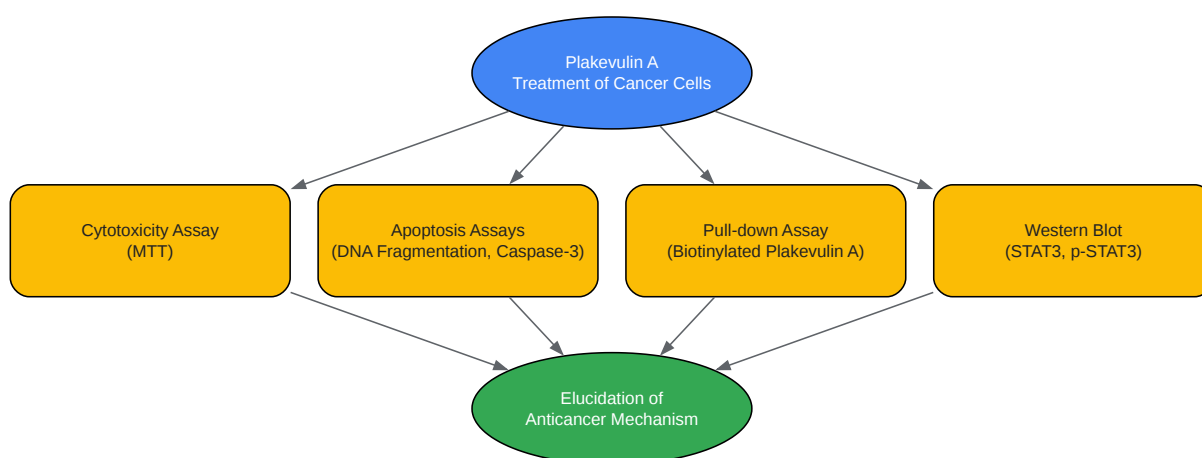 Plakevulin A
Treatment of Cancer Cells
Cytotoxicity Assay
(MTT)
Apoptosis Assays
(DNA Fragmentation, Caspase-3)
Pull-down Assay
(Biotinylated Plakevulin A)
Western Blot
(STAT3, p-STAT3)
Elucidation of
Anticancer Mechanism